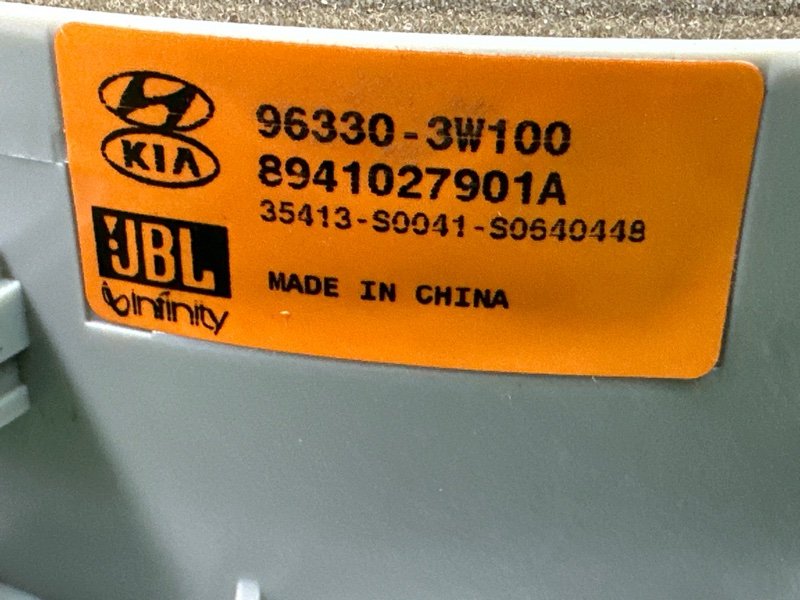 KIA
96330-3W100
8941027901A
35413-S0041-S0640448
JBL
Infinity
MADE IN CHINA